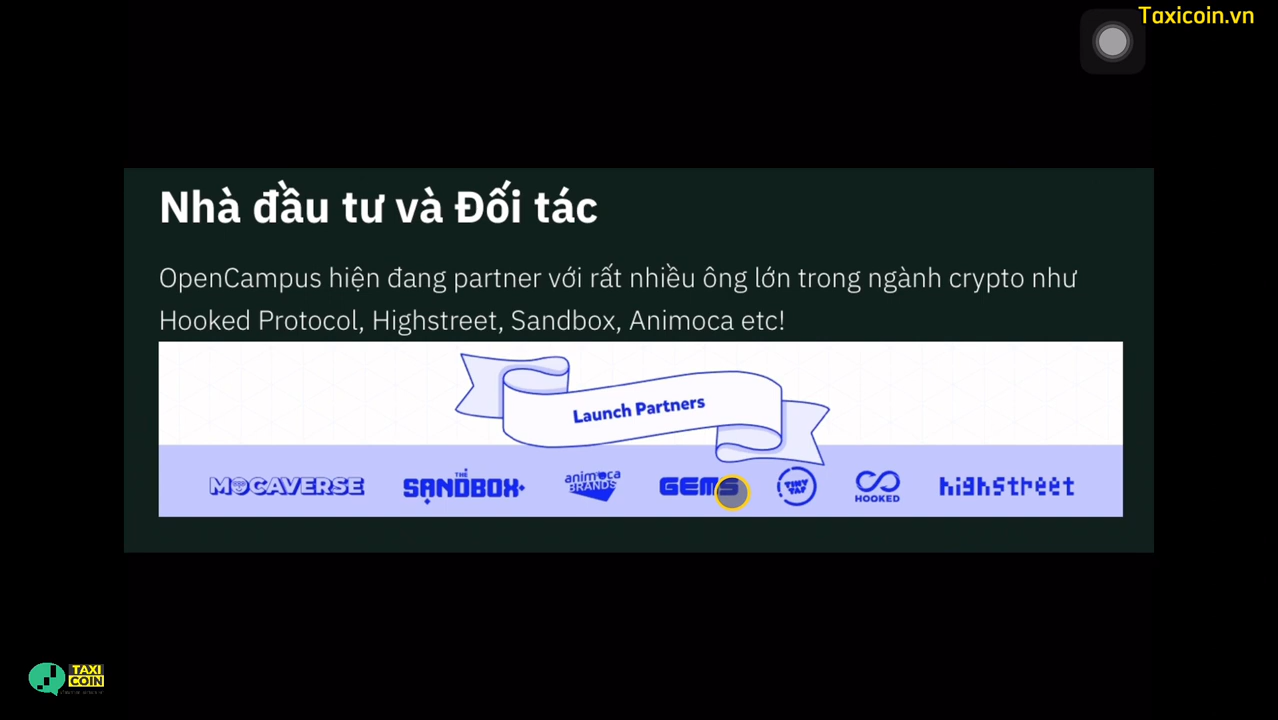 Taxicoin.vn
Nhà đầu tư và Đối tác
OpenCampus hiện đang partner với rất nhiều ông lớn trong ngành crypto như
Hooked Protocol, Highstreet, Sandbox, Animoca etc!
Launch Partners
MOCAVERSE
THE SANDBOX
animoca BRANDS
GEMS
TINY TAP
HOOKED
highstreet
TAXI
COIN